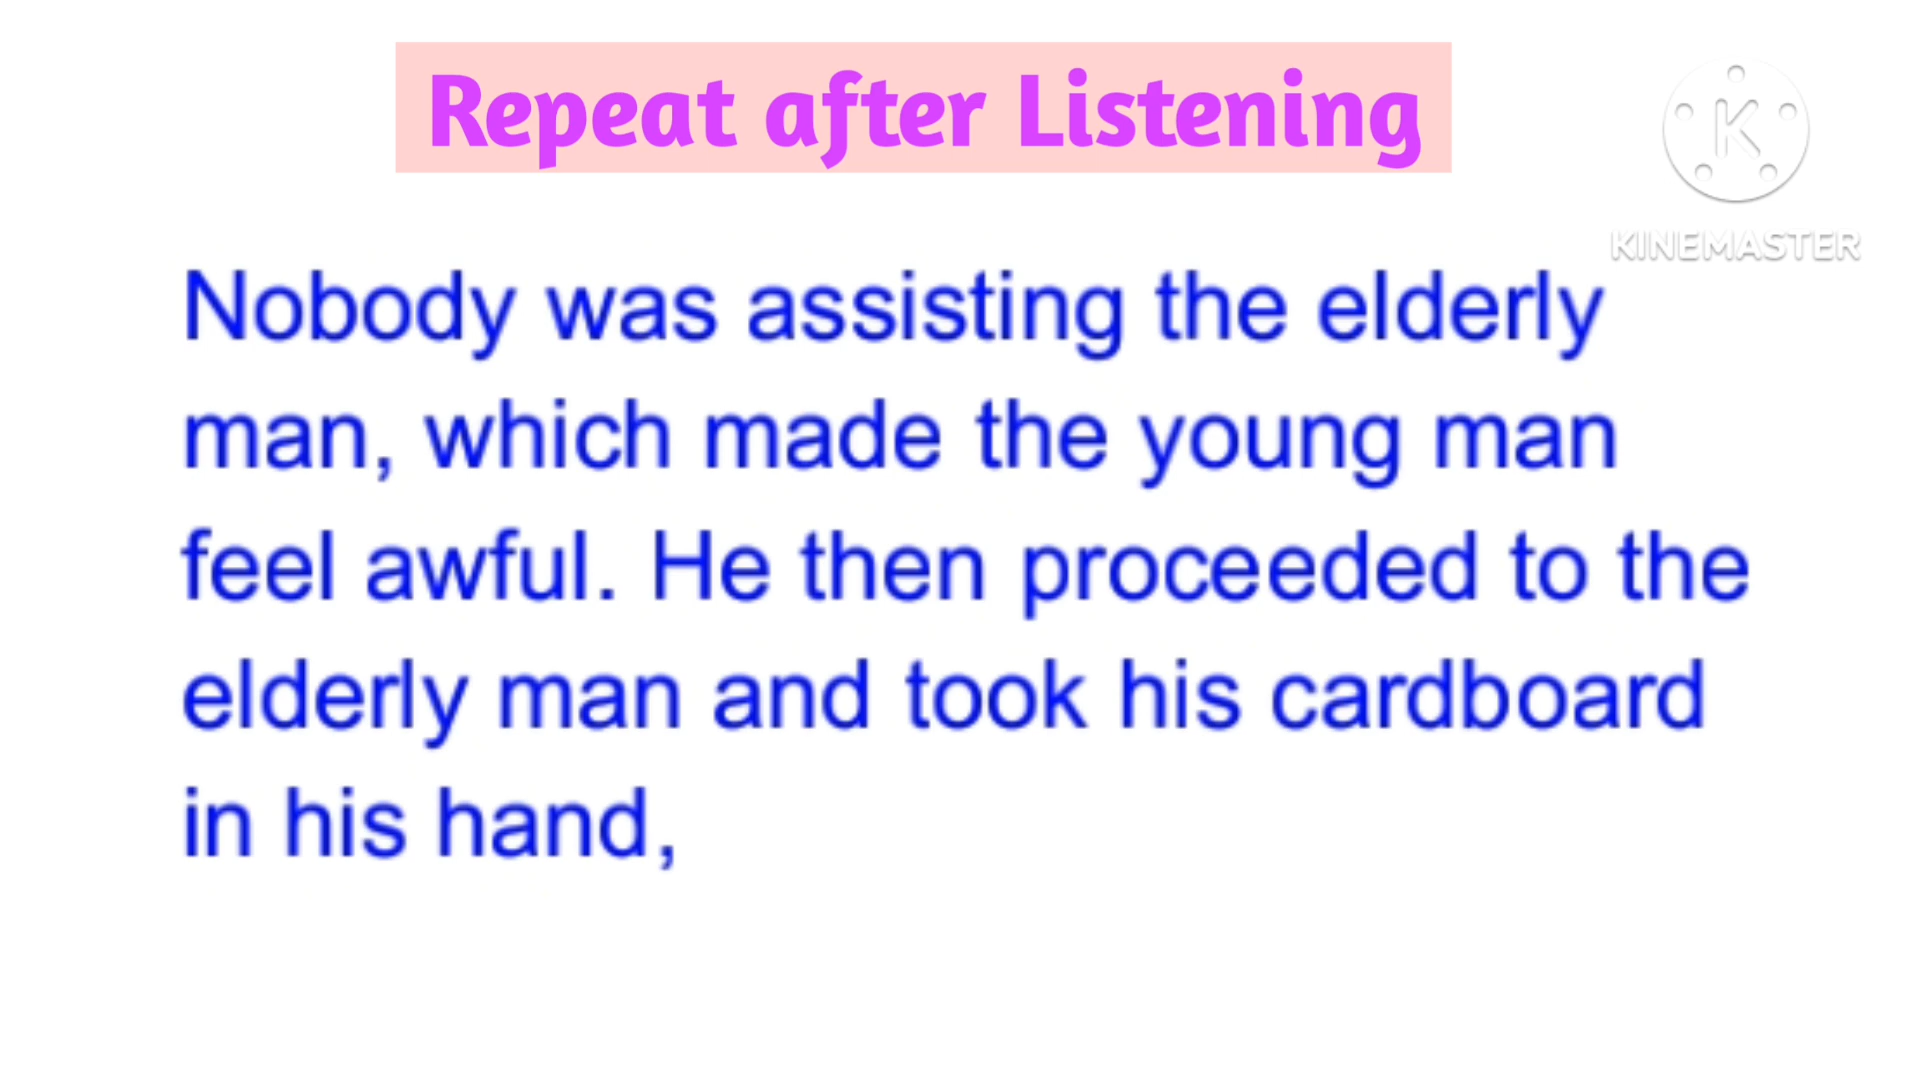 Repeat after Listening
K
KINEMASTER
Nobody was assisting the elderly
man, which made the young man
feel awful. He then proceeded to the
elderly man and took his cardboard
in his hand,